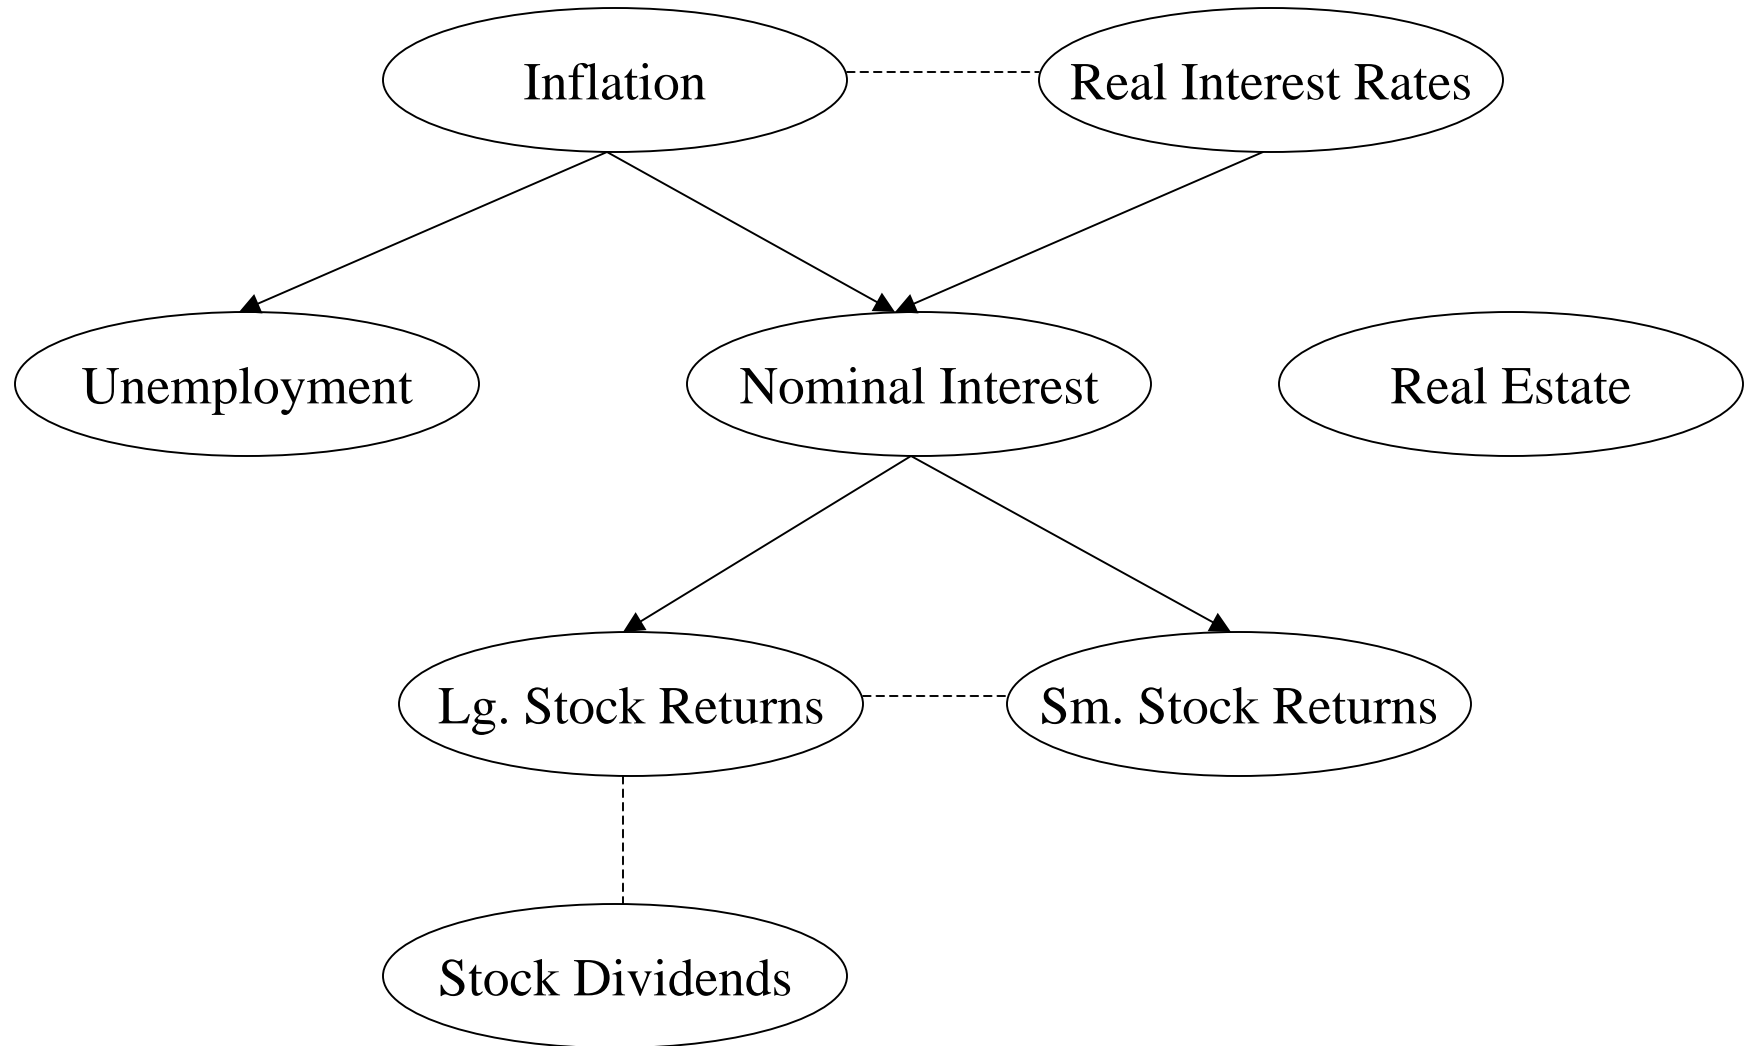 Inflation
Real Interest Rates
Unemployment
Nominal Interest
Real Estate
Lg. Stock Returns
Sm. Stock Returns
Stock Dividends